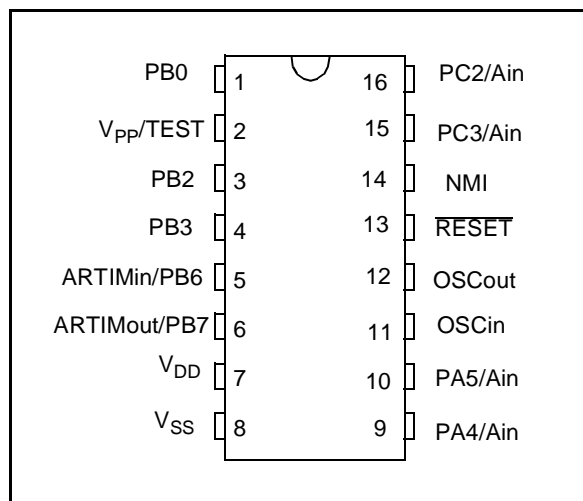 PB0 1 16 PC2/Ain
VPP/TEST 2 15 PC3/Ain
PB2 3 14 NMI
PB3 4 13 RESET
ARTIMin/PB6 5 12 OSCout
ARTIMout/PB7 6 11 OSCin
VDD 7 10 PA5/Ain
VSS 8 9 PA4/Ain